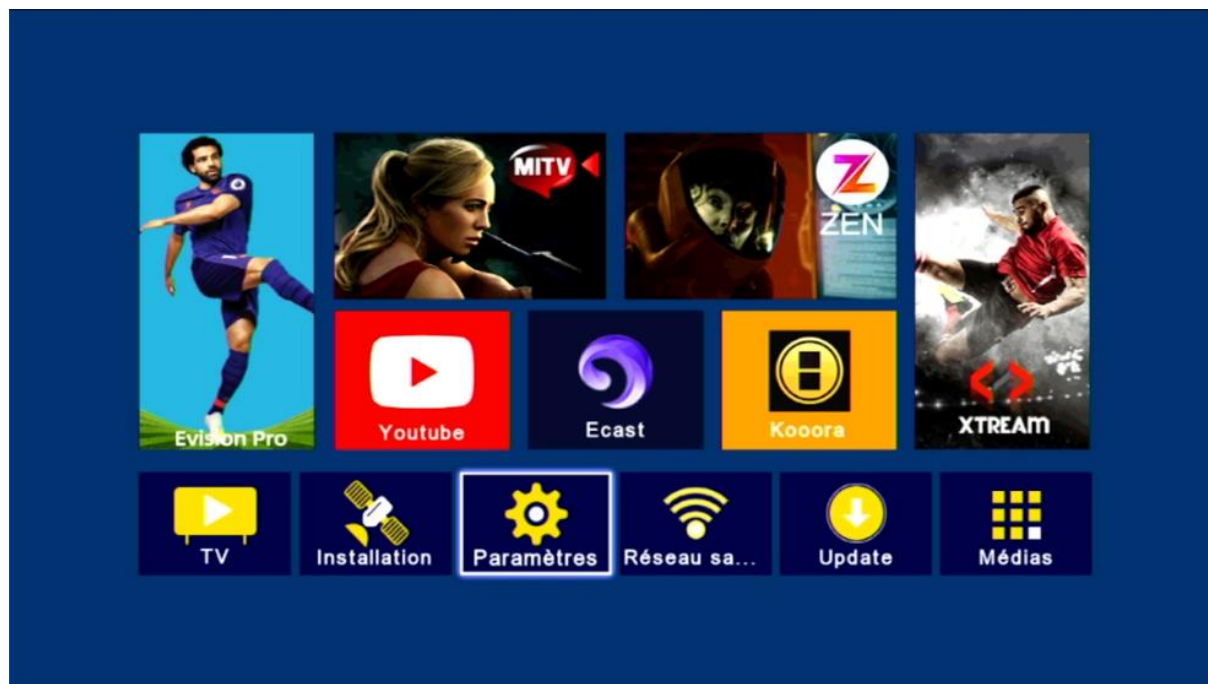 MITV
Z
ZEN
Evision Pro
Youtube
Ecast
Kooora
XTREAM
TV
Installation
Paramètres
Réseau sa...
Update
Médias